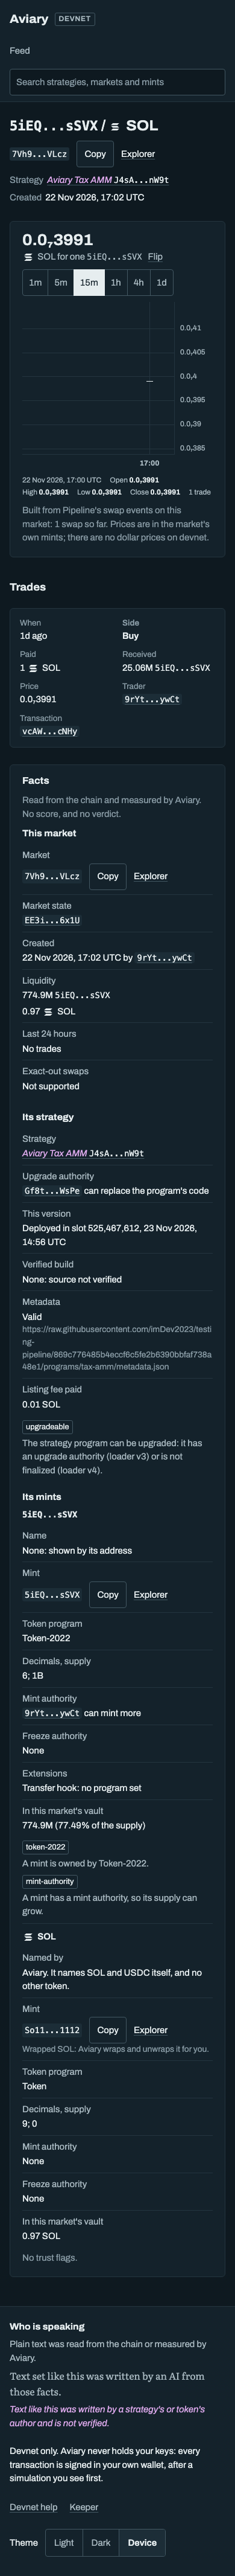 Aviary DEVNET
Feed
Search strategies, markets and mints
5iEQ...sSVX / SOL
7Vh9...VLcz Copy Explorer
Strategy Aviary Tax AMM J4sA...nW9t
Created 22 Nov 2026, 17:02 UTC
0.0₇3991
SOL for one 5iEQ...sSVX Flip
1m 5m 15m 1h 4h 1d
0.0₇41
0.0₇405
0.0₇4
0.0₇395
0.0₇39
0.0₇385
17:00
22 Nov 2026, 17:00 UTC Open 0.0₇3991
High 0.0₇3991 Low 0.0₇3991 Close 0.0₇3991 1 trade
Built from Pipeline's swap events on this
market: 1 swap so far. Prices are in the market's
own mints; there are no dollar prices on devnet.
Trades
When Side
1d ago Buy
Paid Received
1 SOL 25.06M 5iEQ...sSVX
Price Trader
0.0₇3991 9rYt...ywCt
Transaction
vcAW...cNHy
Facts
Read from the chain and measured by Aviary.
No score, and no verdict.
This market
Market
7Vh9...VLcz Copy Explorer
Market state
EE3i...6x1U
Created
22 Nov 2026, 17:02 UTC by 9rYt...ywCt
Liquidity
774.9M 5iEQ...sSVX
0.97 SOL
Last 24 hours
No trades
Exact-out swaps
Not supported
Its strategy
Strategy
Aviary Tax AMM J4sA...nW9t
Upgrade authority
Gf8t...WsPe can replace the program's code
This version
Deployed in slot 525,467,612, 23 Nov 2026,
14:56 UTC
Verified build
None: source not verified
Metadata
Valid
https://raw.githubusercontent.com/imDev2023/testi
ng-
pipeline/869c776485b4eccf6c5fe2b6390bbfaf738a
48e1/programs/tax-amm/metadata.json
Listing fee paid
0.01 SOL
upgradeable
The strategy program can be upgraded: it has
an upgrade authority (loader v3) or is not
finalized (loader v4).
Its mints
5iEQ...sSVX
Name
None: shown by its address
Mint
5iEQ...sSVX Copy Explorer
Token program
Token-2022
Decimals, supply
6; 1B
Mint authority
9rYt...ywCt can mint more
Freeze authority
None
Extensions
Transfer hook: no program set
In this market's vault
774.9M (77.49% of the supply)
token-2022
A mint is owned by Token-2022.
mint-authority
A mint has a mint authority, so its supply can
grow.
SOL
Named by
Aviary. It names SOL and USDC itself, and no
other token.
Mint
So11...1112 Copy Explorer
Wrapped SOL: Aviary wraps and unwraps it for you.
Token program
Token
Decimals, supply
9; 0
Mint authority
None
Freeze authority
None
In this market's vault
0.97 SOL
No trust flags.
Who is speaking
Plain text was read from the chain or measured by
Aviary.
Text set like this was written by an AI from
those facts.
Text like this was written by a strategy's or token's
author and is not verified.
Devnet only. Aviary never holds your keys: every
transaction is signed in your own wallet, after a
simulation you see first.
Devnet help Keeper
Theme Light Dark Device